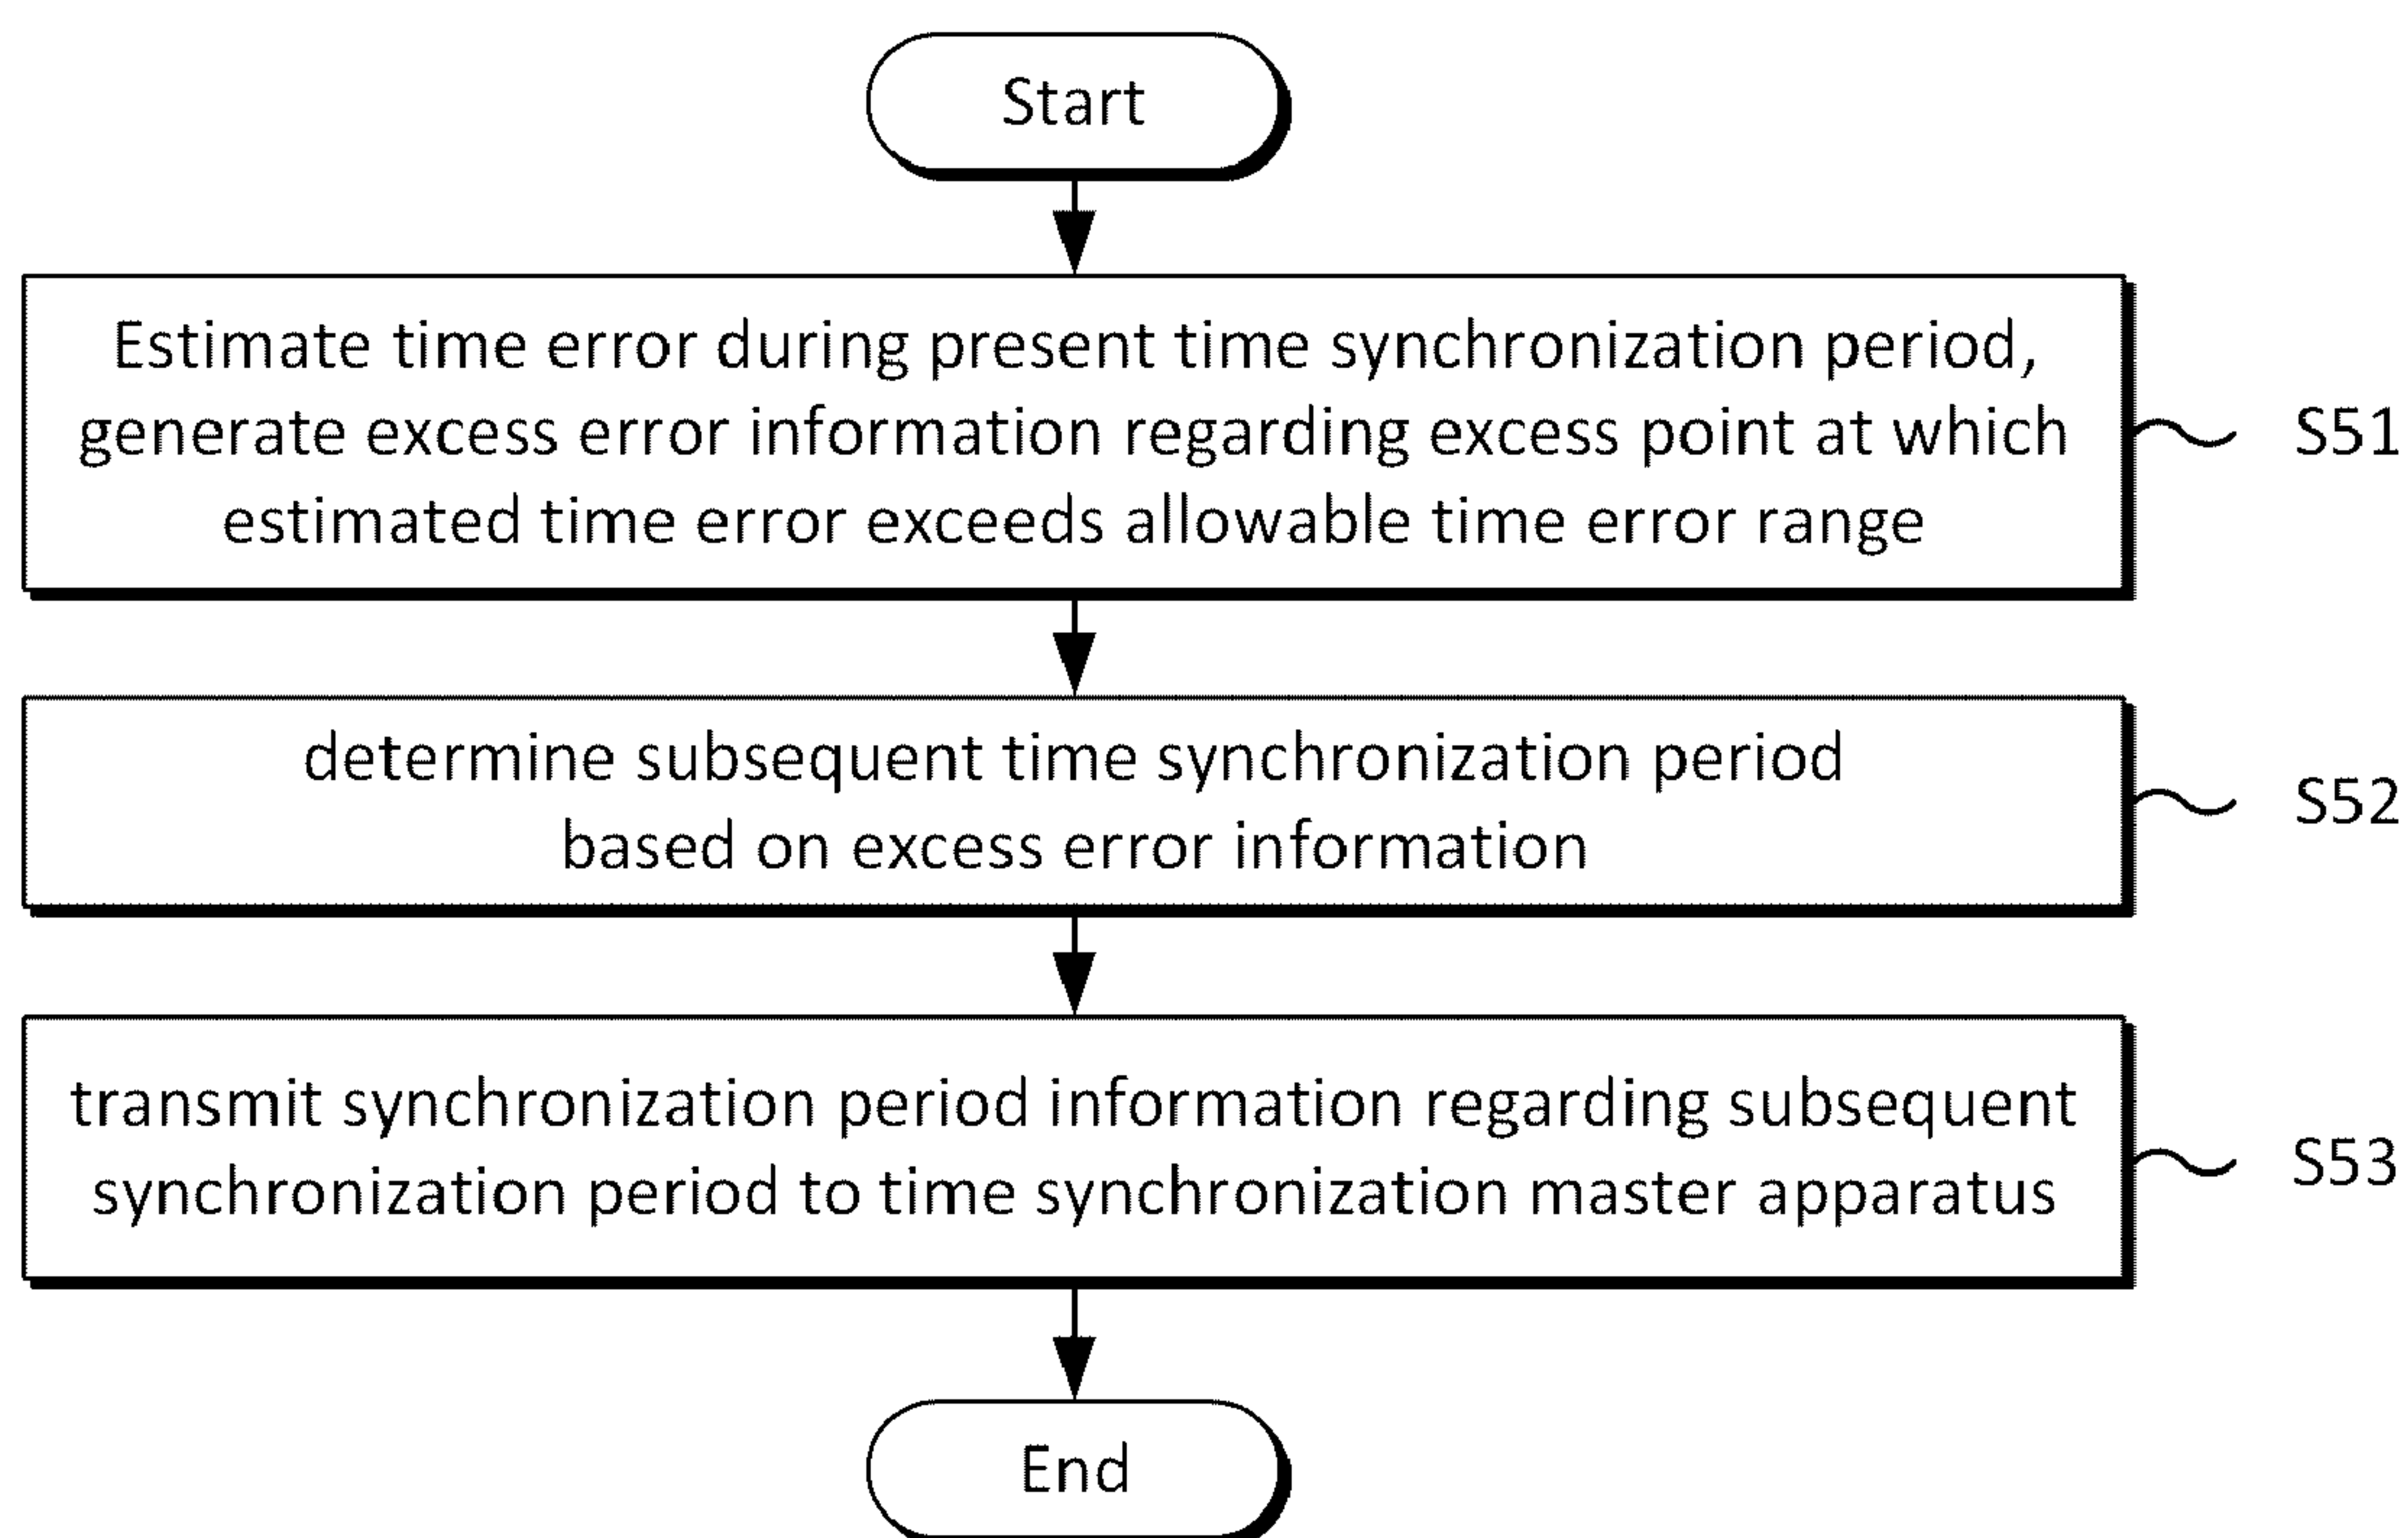 Start
Estimate time error during present time synchronization period,
generate excess error information regarding excess point at which
estimated time error exceeds allowable time error range
S51
determine subsequent time synchronization period
based on excess error information
S52
transmit synchronization period information regarding subsequent
synchronization period to time synchronization master apparatus
S53
End